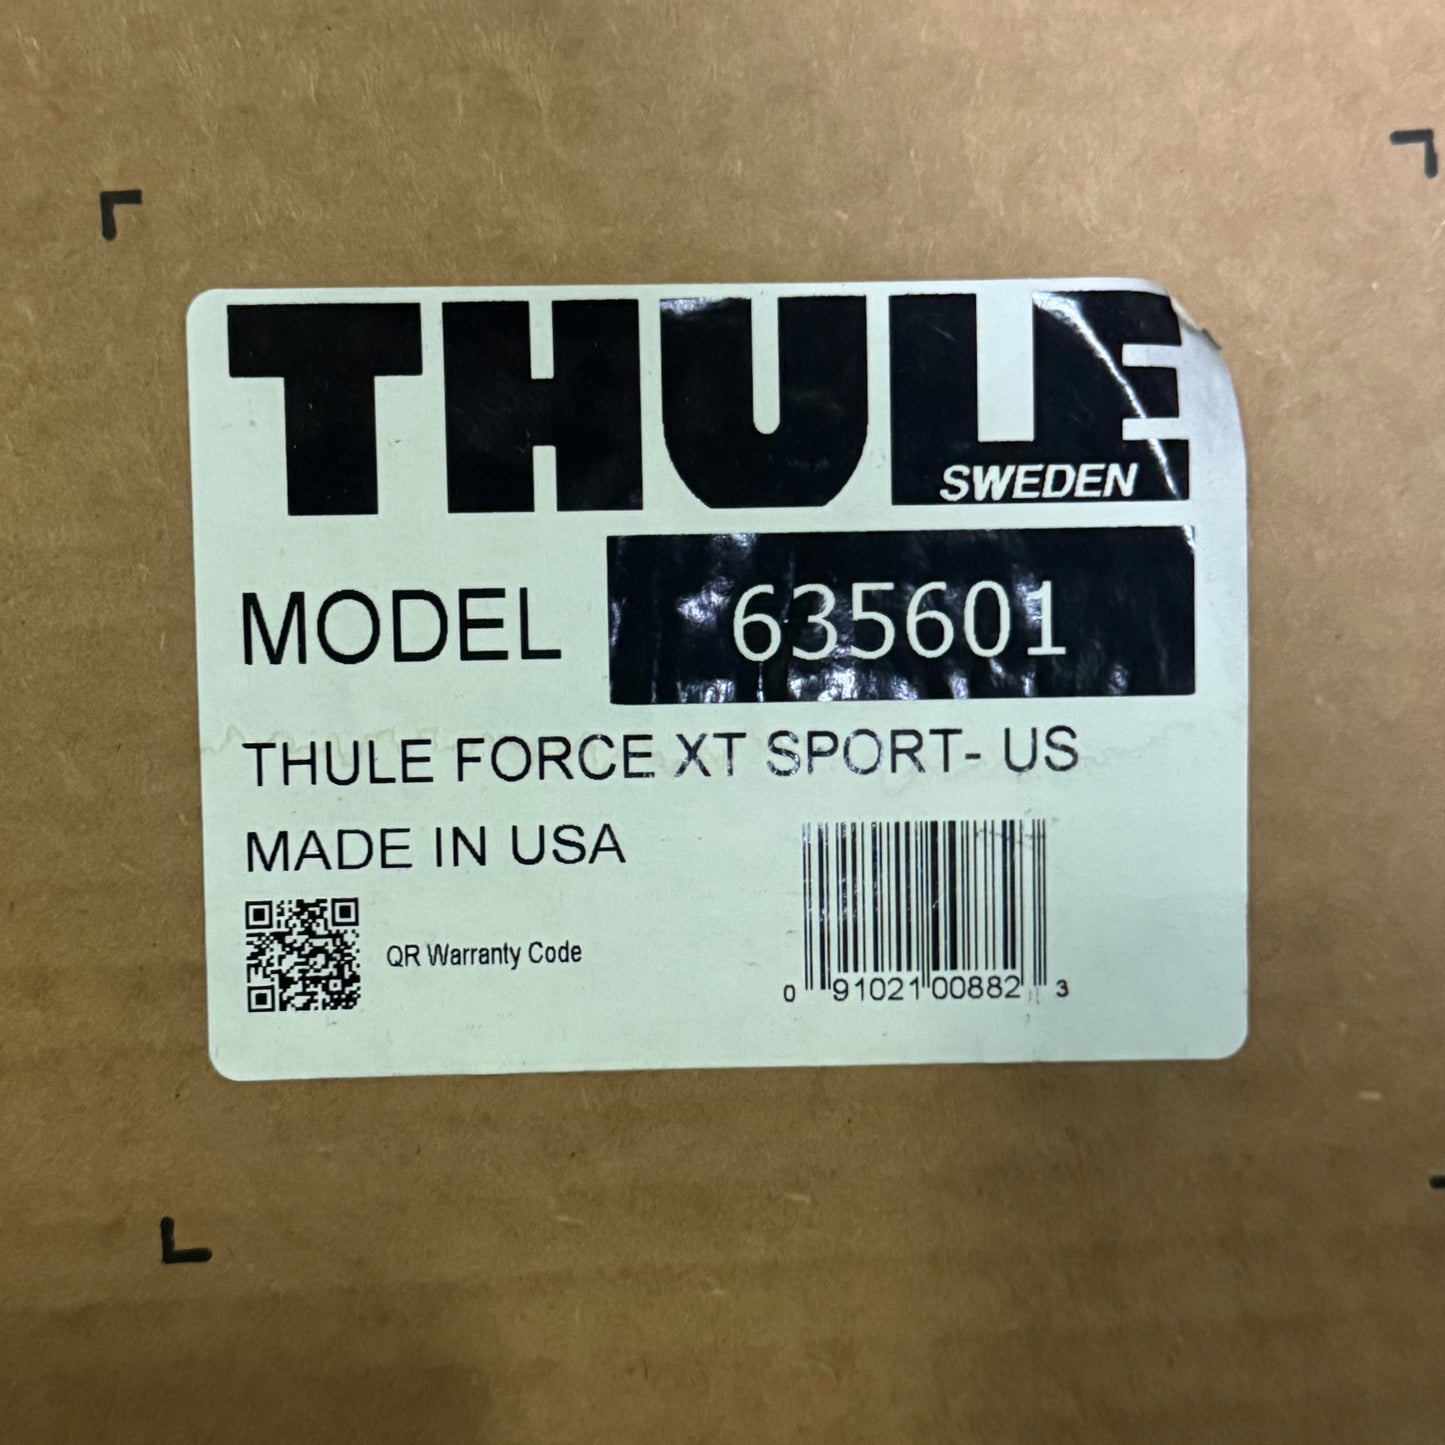 THULE
SWEDEN
MODEL 635601
THULE FORCE XT SPORT- US
MADE IN USA
QR Warranty Code
0 91021 00882 3